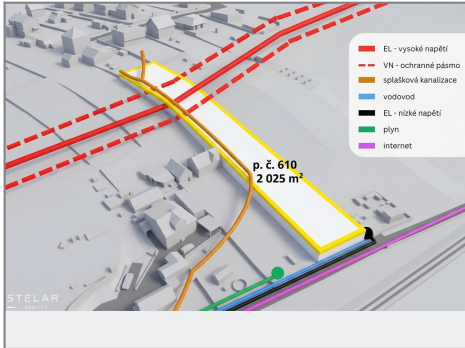 EL - vysoké napětí
VN - ochranné pásmo
splašková kanalizace
vodovod
EL - nízké napětí
plyn
internet
p. č. 610
2 025 m²
STELAR
REALITY